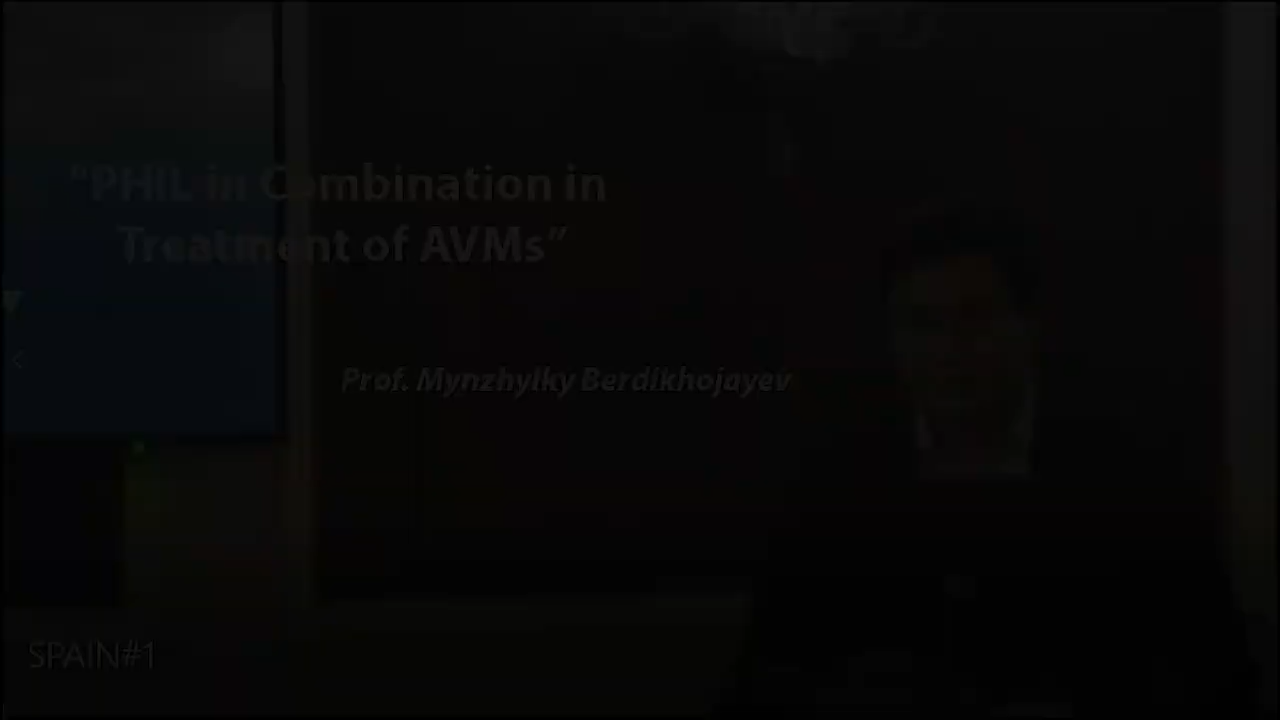 "PHIL in Combination in
Treatment of AVMs"
Prof. Mynzhylky Berdikhojayev
SPAIN#1